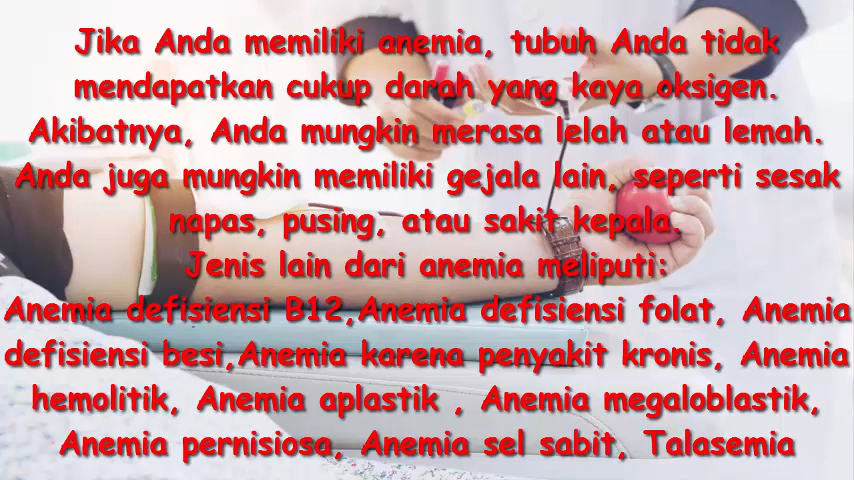 Jika Anda memiliki anemia, tubuh Anda tidak
mendapatkan cukup darah yang kaya oksigen.
Akibatnya, Anda mungkin merasa lelah atau lemah.
Anda juga mungkin memiliki gejala lain, seperti sesak
napas, pusing, atau sakit kepala.
Jenis lain dari anemia meliputi:
Anemia defisiensi B12,Anemia defisiensi folat, Anemia
defisiensi besi,Anemia karena penyakit kronis, Anemia
hemolitik, Anemia aplastik , Anemia megaloblastik,
Anemia pernisiosa, Anemia sel sabit, Talasemia